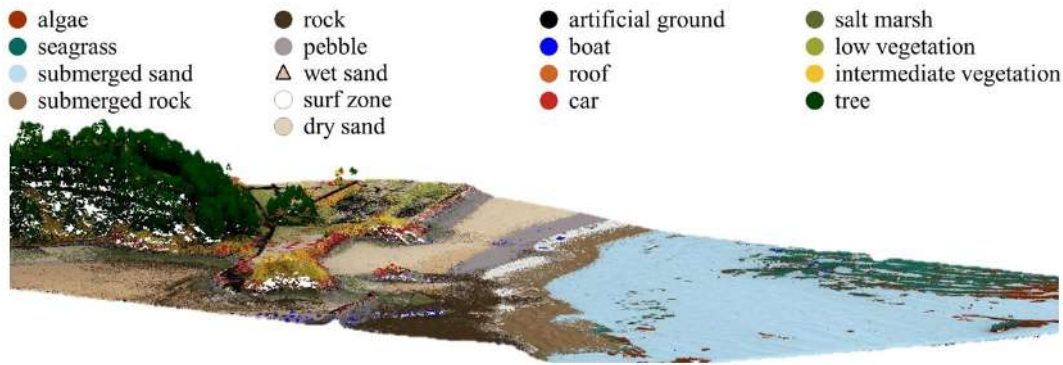 algae
seagrass
submerged sand
submerged rock
rock
pebble
wet sand
surf zone
dry sand
artificial ground
boat
roof
car
salt marsh
low vegetation
intermediate vegetation
tree